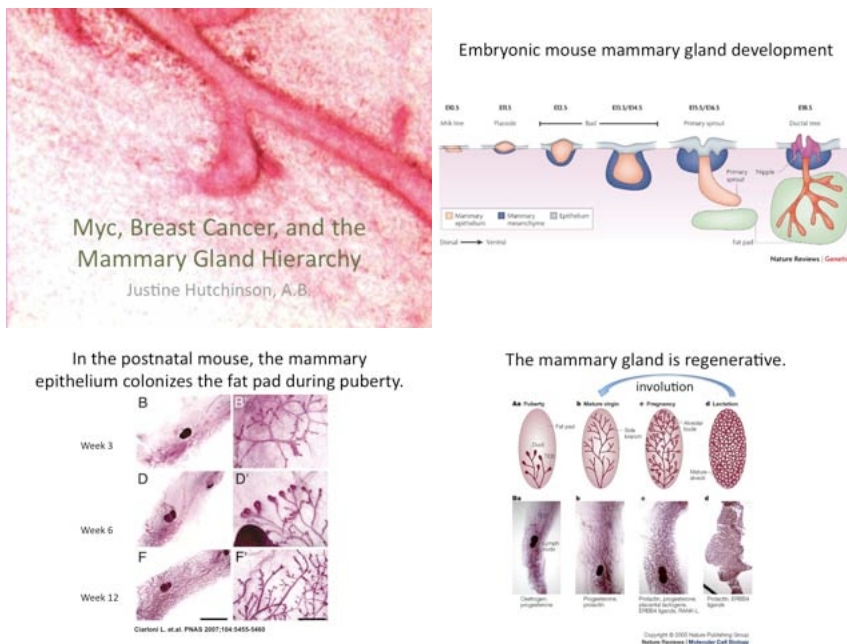 Myc, Breast Cancer, and the
Mammary Gland Hierarchy
Justine Hutchinson, A.B.
Embryonic mouse mammary gland development
E10.5 E11.5 E12.5 E13.5/E14.5 E15.5/E16.5 E18.5
Milk line Placode Bud Primary sprout Ductal tree
Primary
sprout
Nipple
Mammary
epithelium
Mammary
mesenchyme
Epithelium
Dorsal Ventral
Fat
pad
Nature Reviews | Geneti
In the postnatal mouse, the mammary
epithelium colonizes the fat pad during puberty.
B B'
Week 3
D D'
Week 6
F F'
Week 12
Ciarloni L. et.al. PNAS 2007;104:5455-5460
The mammary gland is regenerative.
involution
Aa Puberty b Mature virgin c Pregnancy d Lactation
Fat pad
Duct
TEB
Side
branch
Alveolar
buds
Mature
alveoli
Ba b c d
Lymph
node
Oestrogen,
progesterone
Progesterone,
prolactin
Prolactin, progesterone,
placental lactogene,
ERBB4 ligands, RANK-L
Prolactin, ERBB4
ligands
Copyright © 2005 Nature Publishing Group
Nature Reviews | Molecular Cell Biology